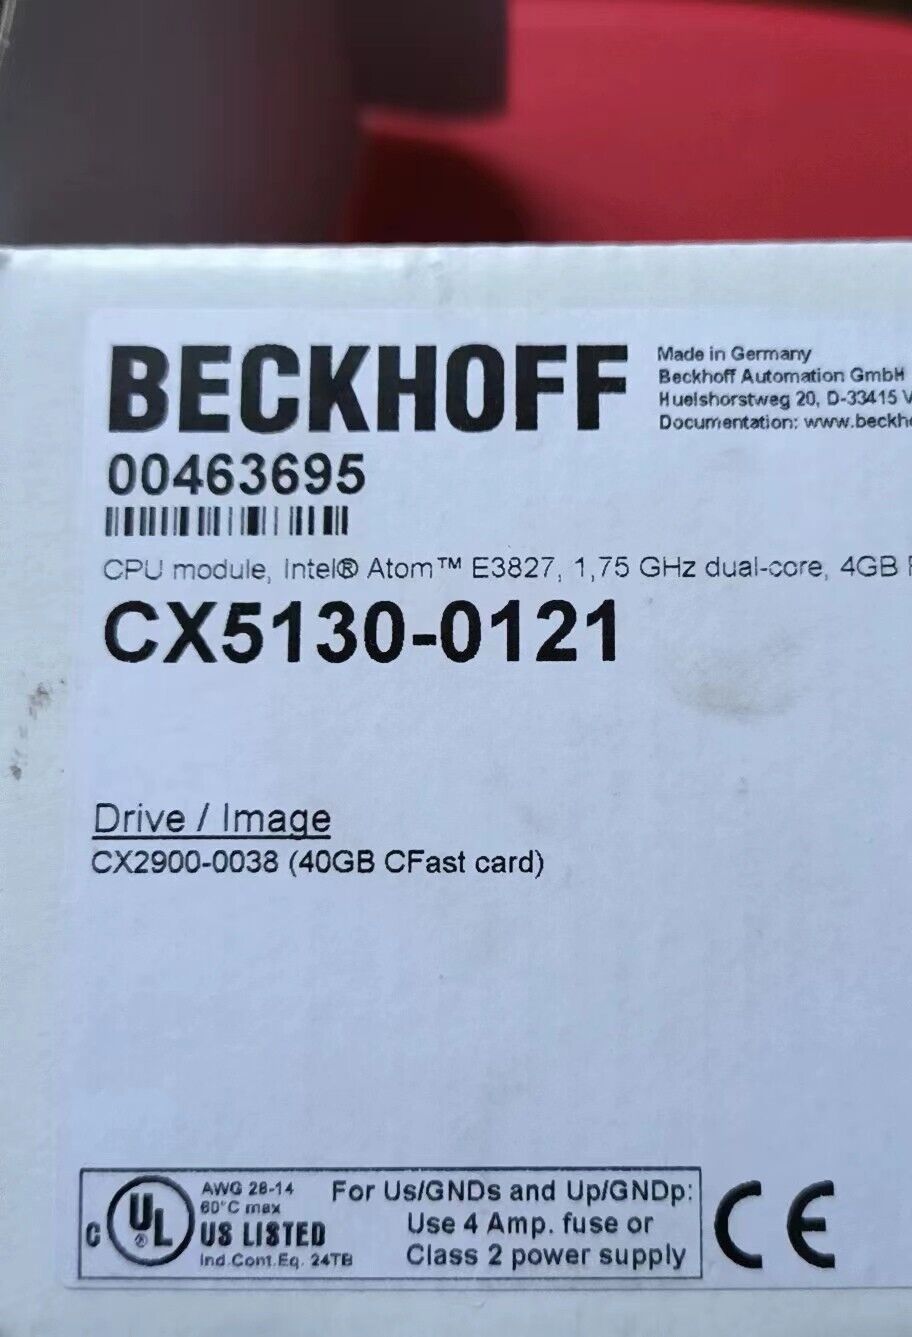 BECKHOFF
Made in Germany
Beckhoff Automation GmbH
Huelshorstweg 20, D-33415 V
Documentation: www.beckho
00463695
CPU module, Intel® Atom™ E3827, 1,75 GHz dual-core, 4GB
CX5130-0121
Drive / Image
CX2900-0038 (40GB CFast card)
C UL ® US LISTED
AWG 28-14
60°C max
Ind.Cont.Eq. 24TB
For Us/GNDs and Up/GNDp:
Use 4 Amp. fuse or
Class 2 power supply
CE